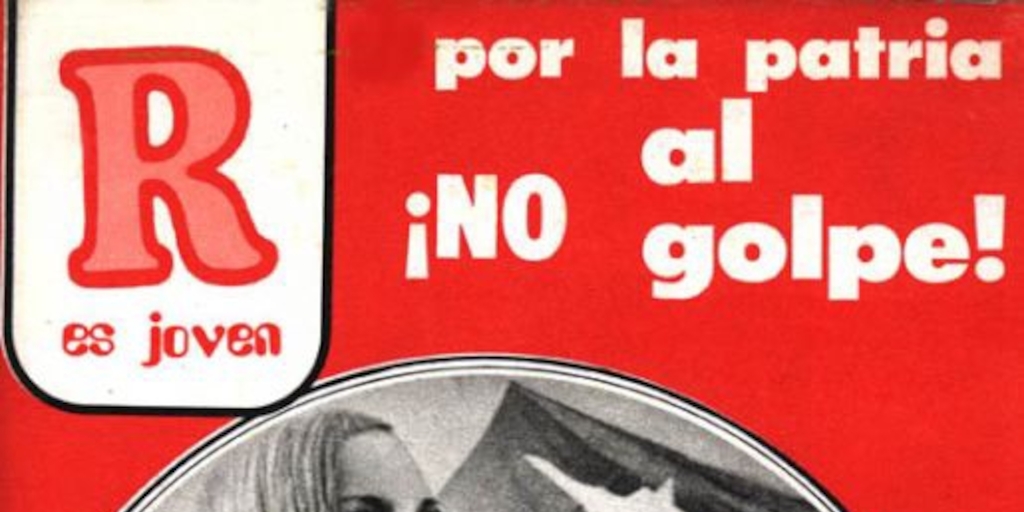 R
es joven
por la patria
¡NO al
golpe!